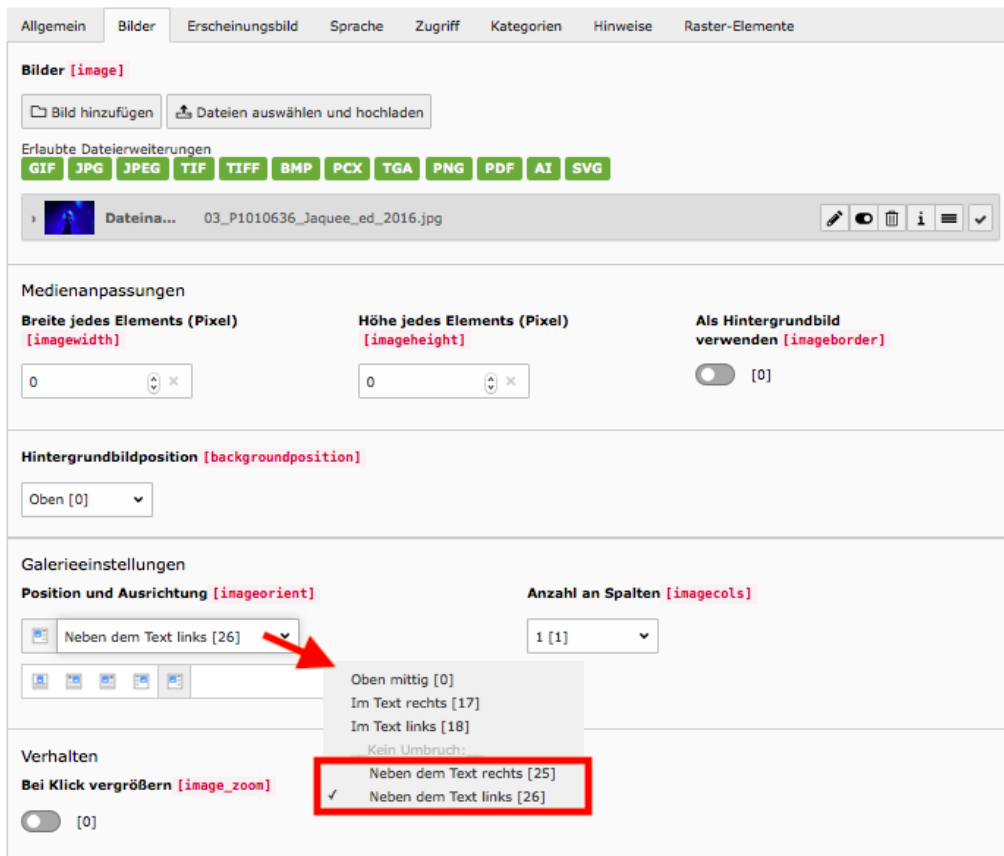 Allgemein Bilder Erscheinungsbild Sprache Zugriff Kategorien Hinweise Raster-Elemente
Bilder [image]
Bild hinzufügen Dateien auswählen und hochladen
Erlaubte Dateierweiterungen
GIF JPG JPEG TIF TIFF BMP PCX TGA PNG PDF AI SVG
Dateina... 03_P1010636_Jaquee_ed_2016.jpg
Medienanpassungen
Breite jedes Elements (Pixel) [imagewidth]
0
Höhe jedes Elements (Pixel) [imageheight]
0
Als Hintergrundbild
verwenden [imageborder]
[0]
Hintergrundbildposition [backgroundposition]
Oben [0]
Galerieeinstellungen
Position und Ausrichtung [imageorient]
Neben dem Text links [26]
Anzahl an Spalten [imagecols]
1 [1]
Oben mittig [0]
Im Text rechts [17]
Im Text links [18]
__Kein Umbruch:__
Neben dem Text rechts [25]
✓ Neben dem Text links [26]
Verhalten
Bei Klick vergrößern [image_zoom]
[0]